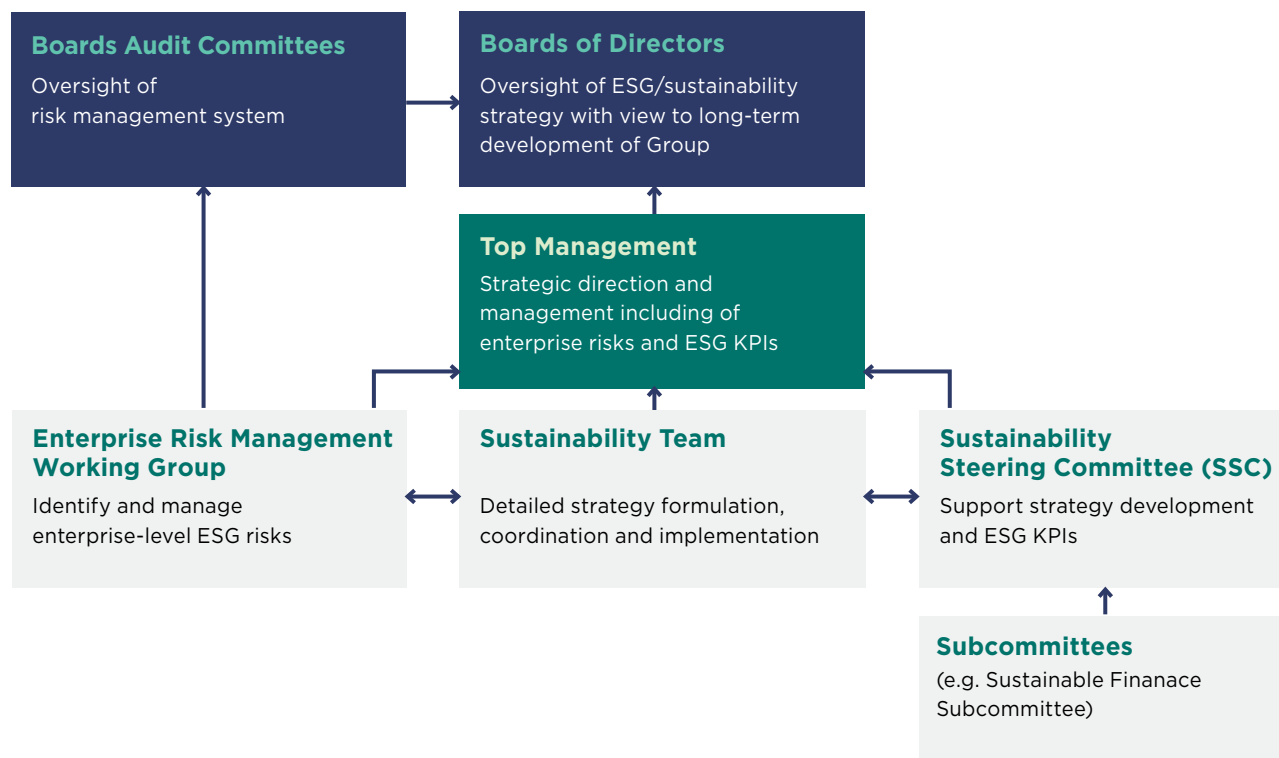 Boards Audit Committees
Oversight of
risk management system
Boards of Directors
Oversight of ESG/sustainability
strategy with view to long-term
development of Group
Top Management
Strategic direction and
management including of
enterprise risks and ESG KPIs
Enterprise Risk Management
Working Group
Identify and manage
enterprise-level ESG risks
Sustainability Team
Detailed strategy formulation,
coordination and implementation
Sustainability
Steering Committee (SSC)
Support strategy development
and ESG KPIs
Subcommittees
(e.g. Sustainable Finanace
Subcommittee)